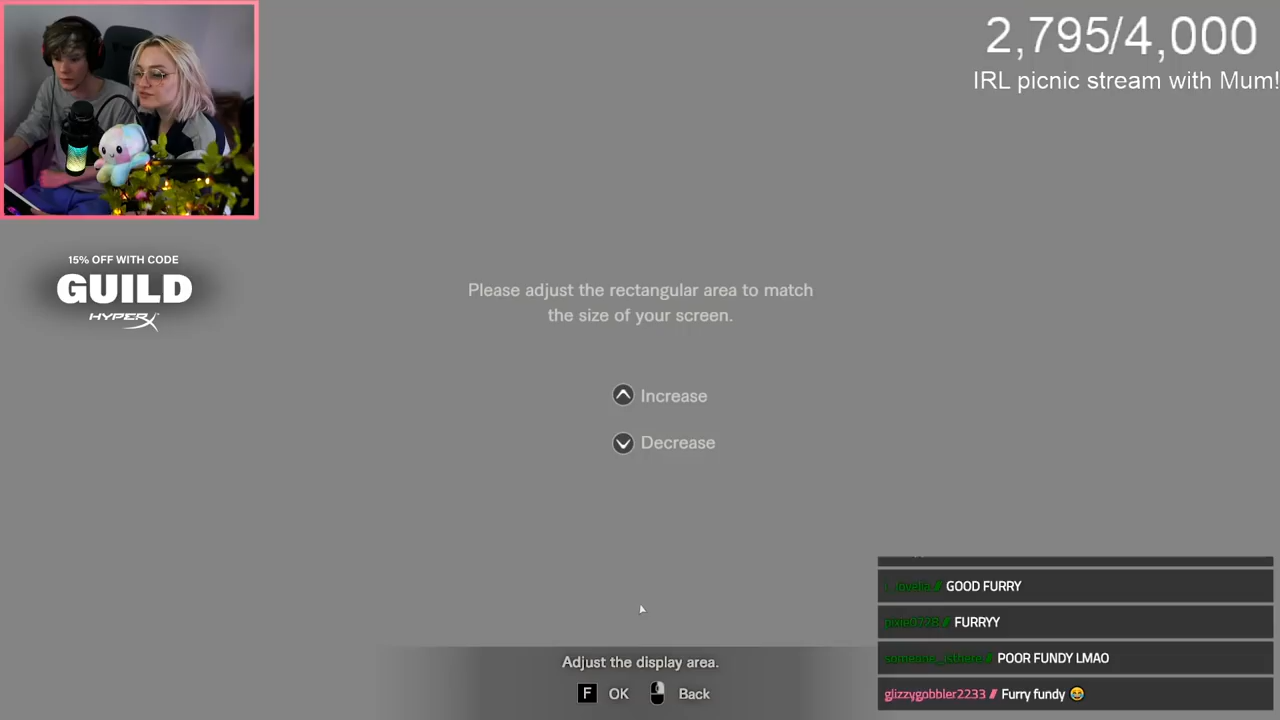 2,795/4,000
IRL picnic stream with Mum!
15% OFF WITH CODE
GUILD
HYPERX
Please adjust the rectangular area to match
the size of your screen.
Increase
Decrease
GOOD FURRY
pixie0728 // FURRYY
someone_isthere // POOR FUNDY LMAO
glizzygobbler2233 // Furry fundy 😂
Adjust the display area.
F OK Back